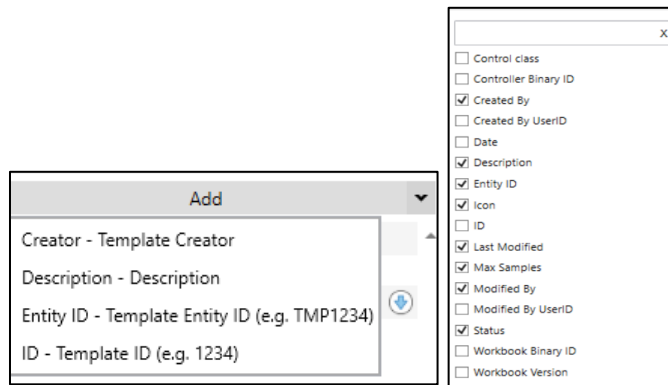 Add
Creator - Template Creator
Description - Description
Entity ID - Template Entity ID (e.g. TMP1234)
ID - Template ID (e.g. 1234)
X
Control class
Controller Binary ID
Created By
Created By UserID
Date
Description
Entity ID
Icon
ID
Last Modified
Max Samples
Modified By
Modified By UserID
Status
Workbook Binary ID
Workbook Version